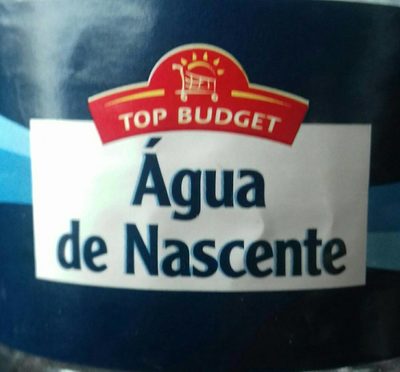 TOP BUDGET
Água
de Nascente